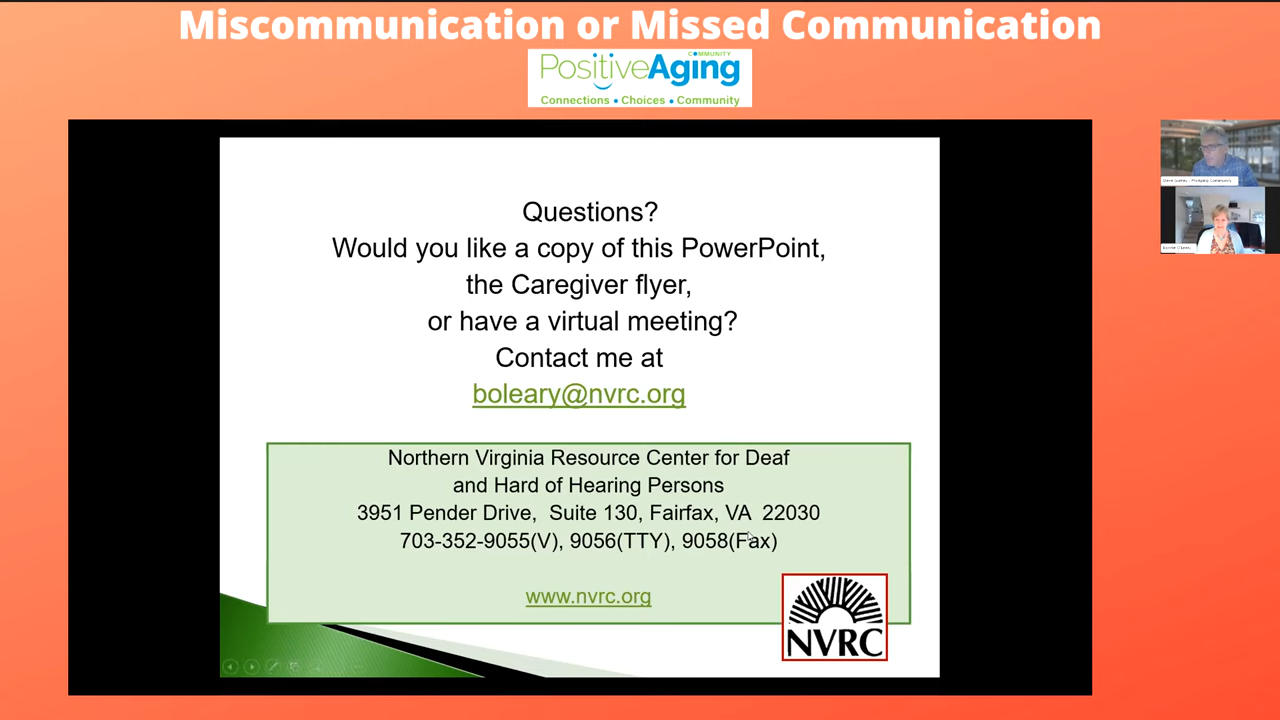 Miscommunication or Missed Communication
COMMUNITY
PositiveAging
Connections • Choices • Community
Questions?
Would you like a copy of this PowerPoint,
the Caregiver flyer,
or have a virtual meeting?
Contact me at
boleary@nvrc.org
Northern Virginia Resource Center for Deaf
and Hard of Hearing Persons
3951 Pender Drive, Suite 130, Fairfax, VA 22030
703-352-9055(V), 9056(TTY), 9058(Fax)
www.nvrc.org
NVRC